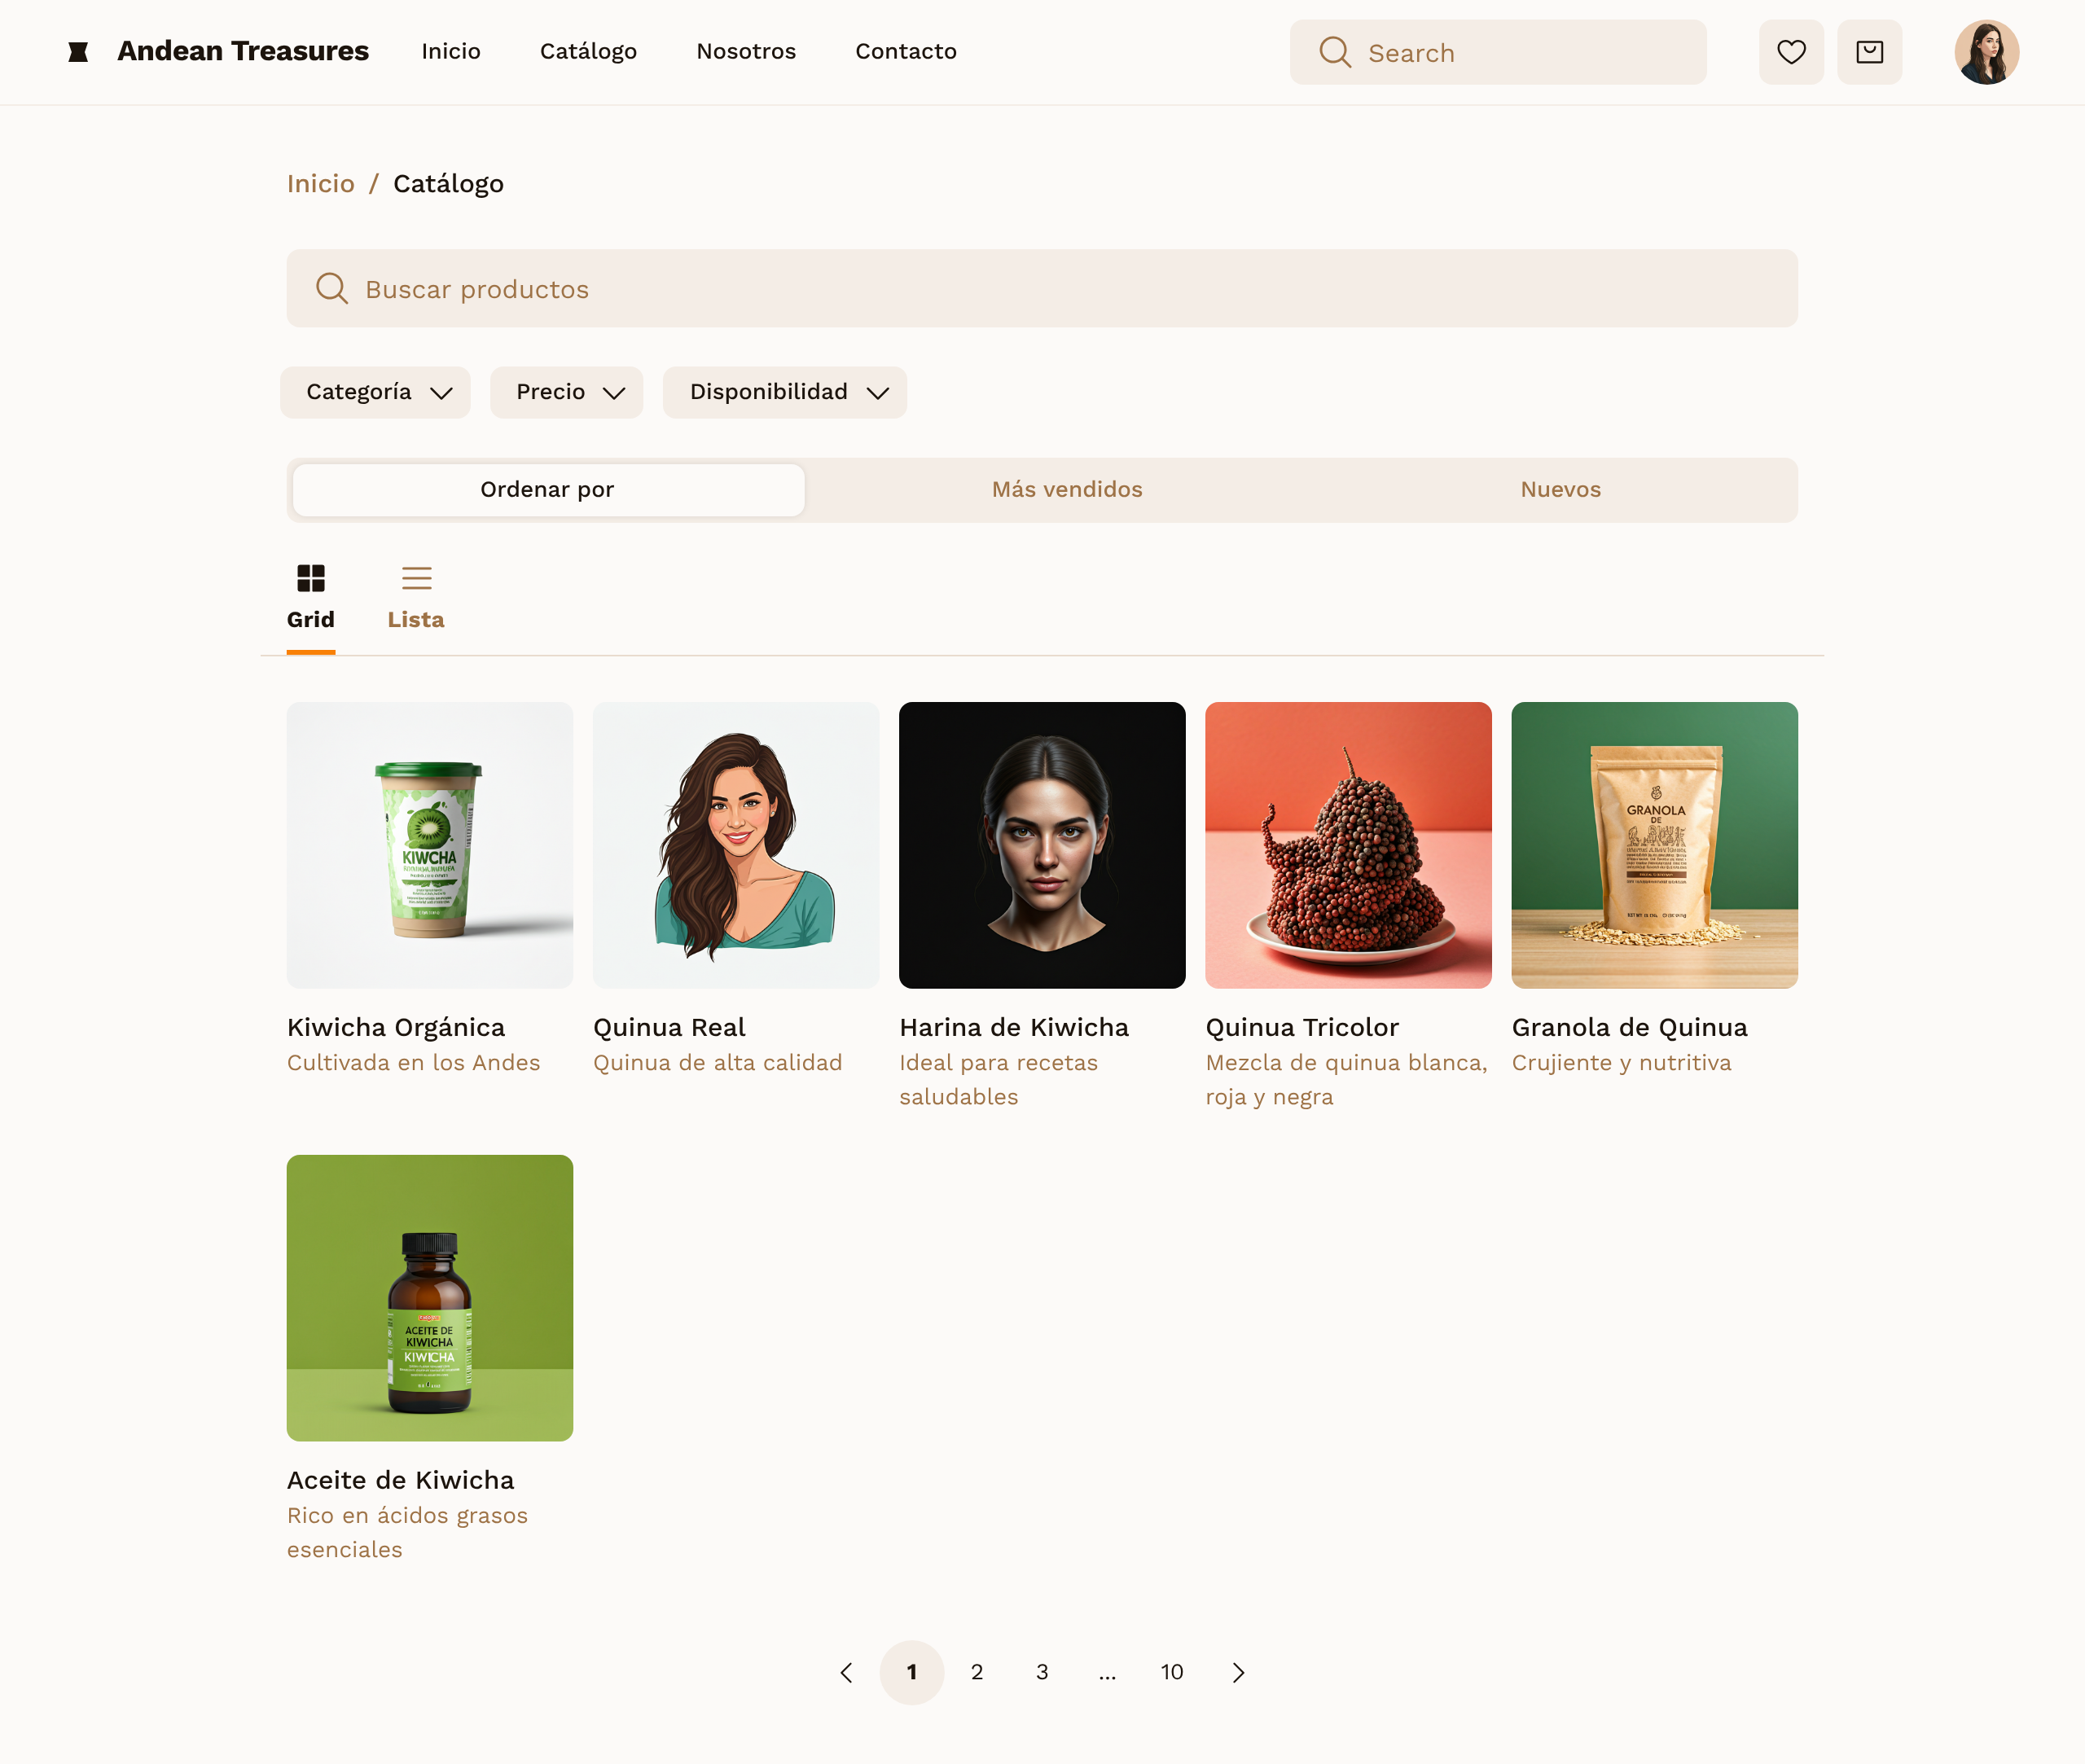 Andean Treasures
Inicio
Catálogo
Nosotros
Contacto
Search
Inicio / Catálogo
Buscar productos
Categoría
Precio
Disponibilidad
Ordenar por
Más vendidos
Nuevos
Grid
Lista
KIWCHA
GRANOLA
DE
Kiwicha Orgánica
Cultivada en los Andes
Quinua Real
Quinua de alta calidad
Harina de Kiwicha
Ideal para recetas
saludables
Quinua Tricolor
Mezcla de quinua blanca,
roja y negra
Granola de Quinua
Crujiente y nutritiva
ACEITE DE
KIWICHA
KIWICHA
Aceite de Kiwicha
Rico en ácidos grasos
esenciales
1
2
3
...
10